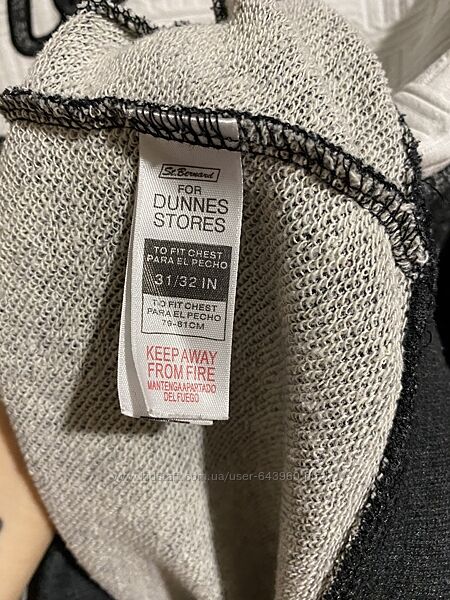 St.Bernard
FOR
DUNNES
STORES
TO FIT CHEST
PARA EL PECHO
31/32 IN
TO FIT CHEST
PARA EL PECHO
79-81CM
KEEP AWAY
FROM FIRE
MANTENGA APARTADO
DEL FUEGO